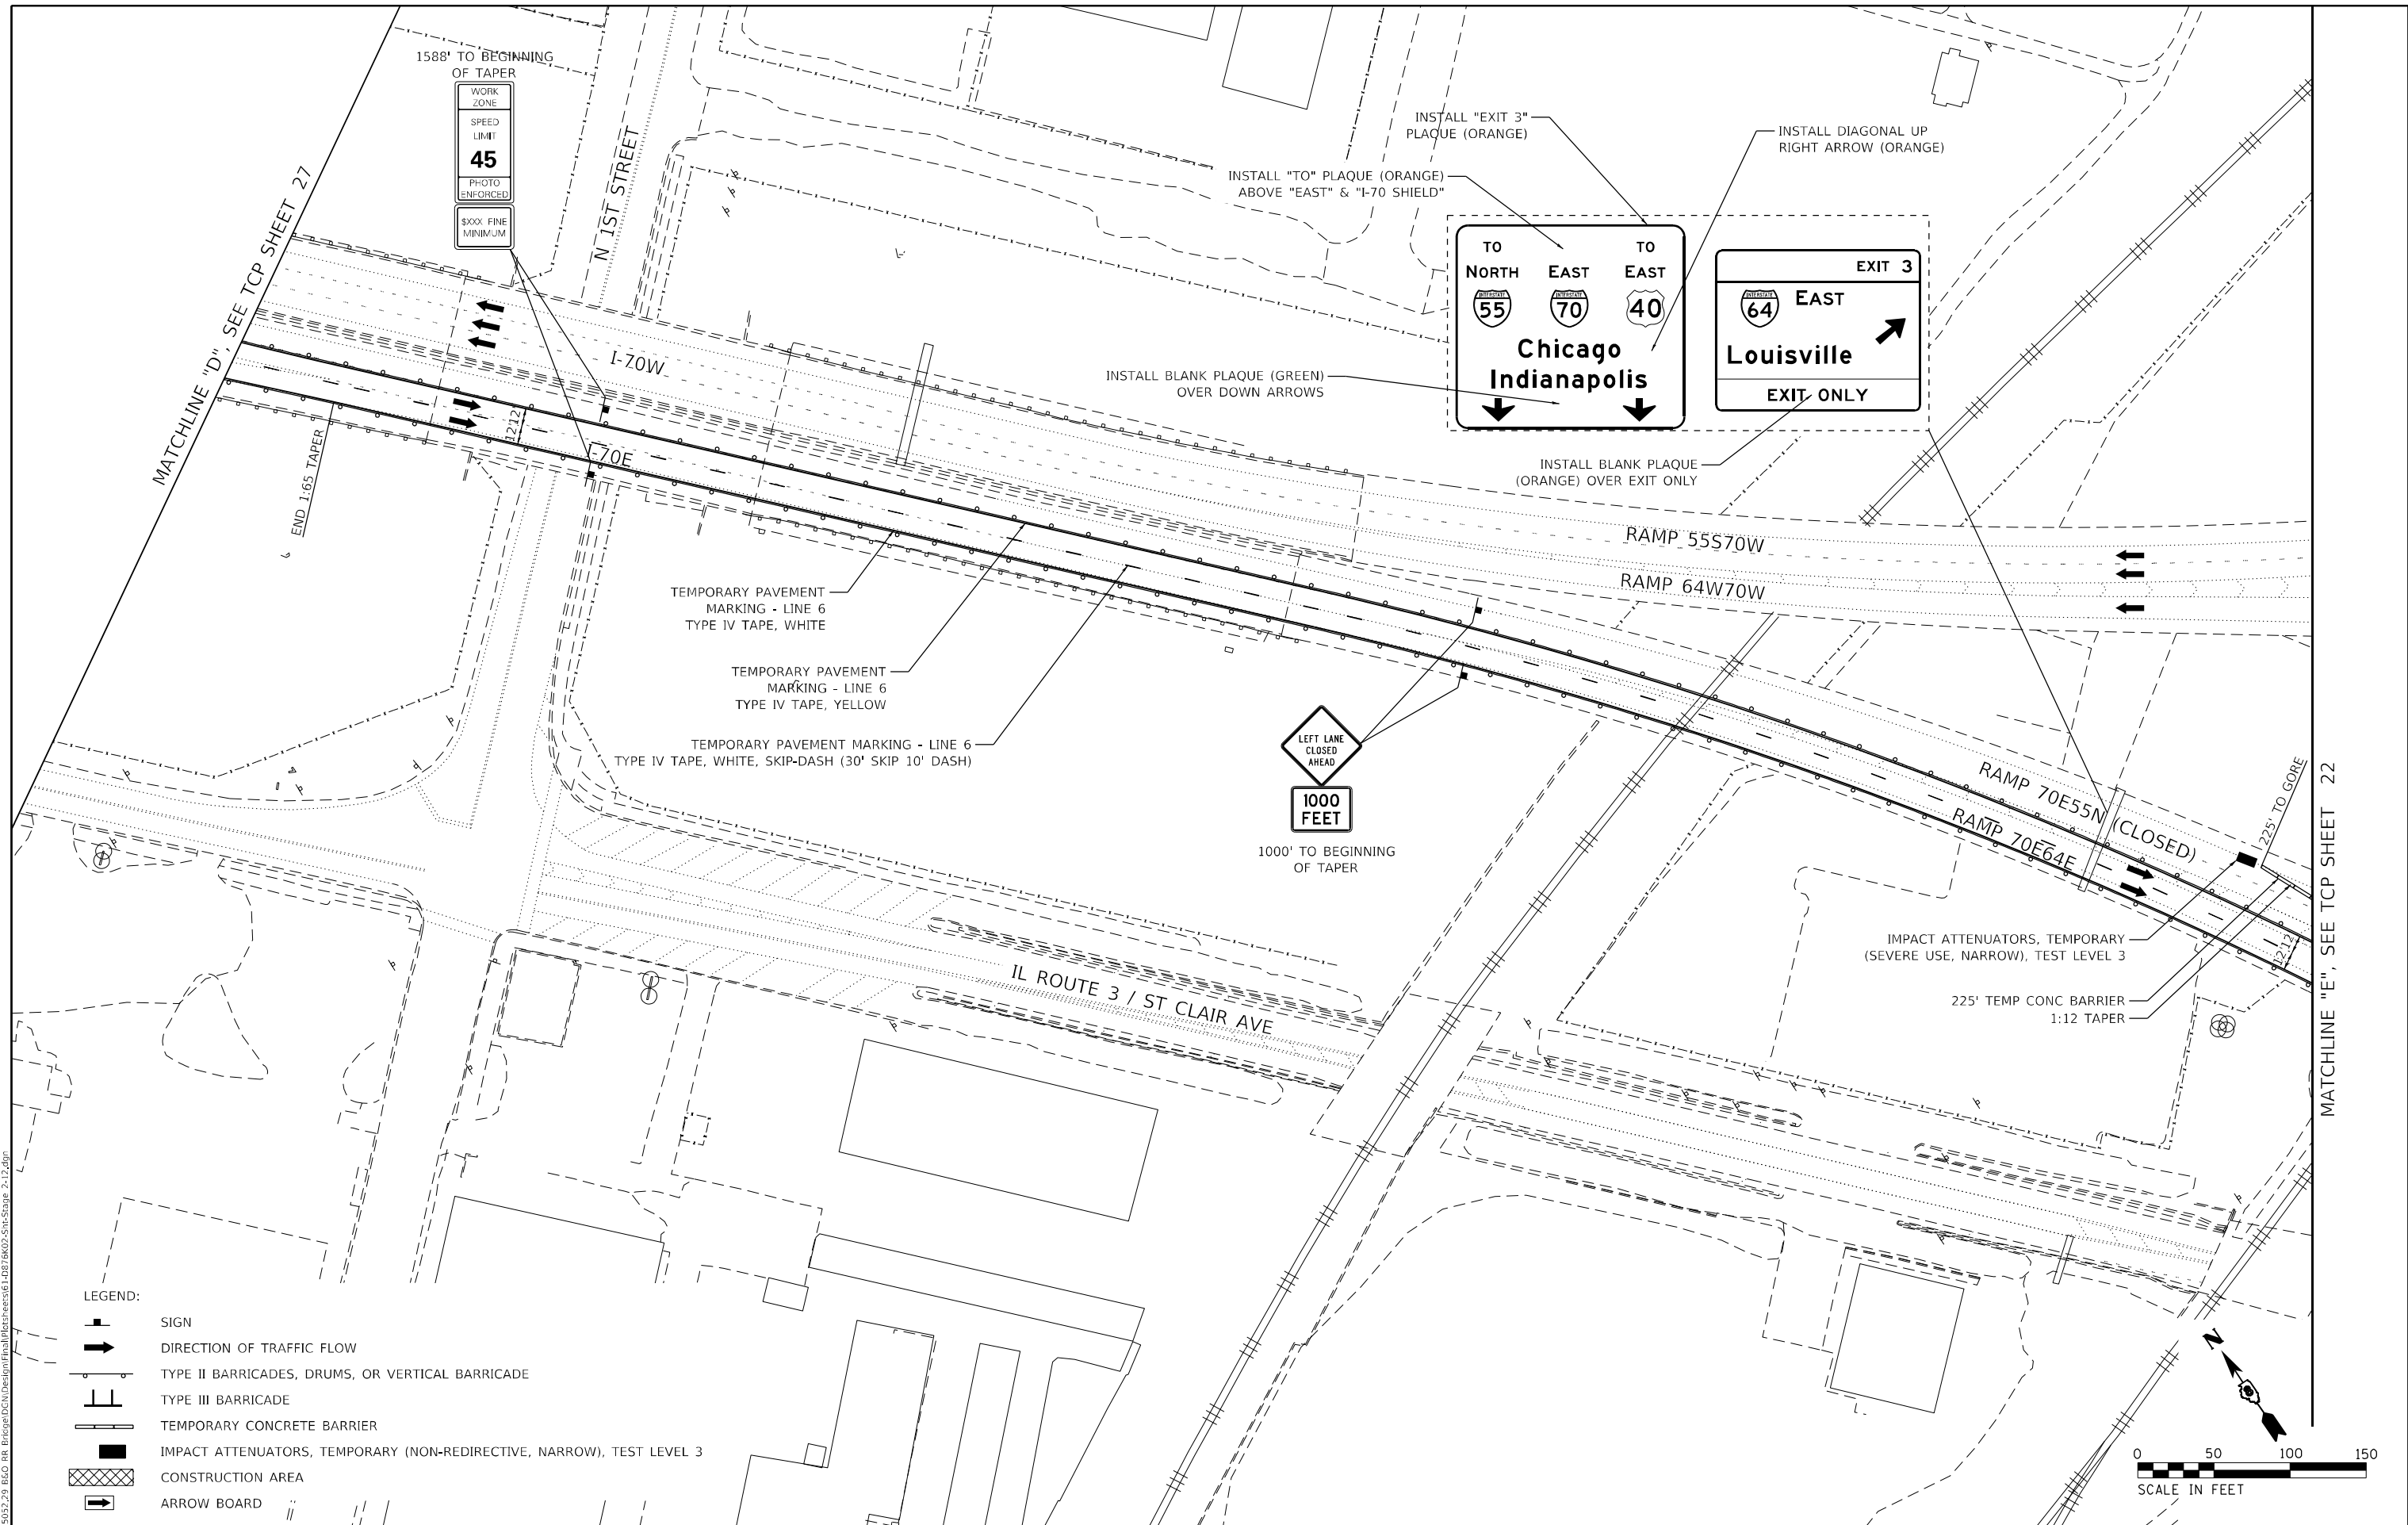 1588' TO BEGINNING
OF TAPER
WORK
ZONE
SPEED
LIMIT
45
PHOTO
ENFORCED
$XXX FINE
MINIMUM
MATCHLINE "D", SEE TCP SHEET 27
N 1ST STREET
INSTALL "EXIT 3"
PLAQUE (ORANGE)
INSTALL DIAGONAL UP
RIGHT ARROW (ORANGE)
INSTALL "TO" PLAQUE (ORANGE)
ABOVE "EAST" & "I-70 SHIELD"
TO TO
NORTH EAST EAST
INTERSTATE 55 INTERSTATE 70 40
Chicago
Indianapolis
EXIT 3
INTERSTATE 64 EAST
Louisville
EXIT ONLY
INSTALL BLANK PLAQUE (GREEN)
OVER DOWN ARROWS
INSTALL BLANK PLAQUE
(ORANGE) OVER EXIT ONLY
I-70W
I-70E
1212
END 1:65 TAPER
RAMP 55S70W
RAMP 64W70W
TEMPORARY PAVEMENT
MARKING - LINE 6
TYPE IV TAPE, WHITE
TEMPORARY PAVEMENT
MARKING - LINE 6
TYPE IV TAPE, YELLOW
TEMPORARY PAVEMENT MARKING - LINE 6
TYPE IV TAPE, WHITE, SKIP-DASH (30' SKIP 10' DASH)
LEFT LANE
CLOSED
AHEAD
1000
FEET
1000' TO BEGINNING
OF TAPER
RAMP 70E55N (CLOSED)
RAMP 70E64E
225' TO GORE
1212
MATCHLINE "E", SEE TCP SHEET 22
IMPACT ATTENUATORS, TEMPORARY
(SEVERE USE, NARROW), TEST LEVEL 3
225' TEMP CONC BARRIER
1:12 TAPER
IL ROUTE 3 / ST CLAIR AVE
LEGEND:
SIGN
DIRECTION OF TRAFFIC FLOW
TYPE II BARRICADES, DRUMS, OR VERTICAL BARRICADE
TYPE III BARRICADE
TEMPORARY CONCRETE BARRIER
IMPACT ATTENUATORS, TEMPORARY (NON-REDIRECTIVE, NARROW), TEST LEVEL 3
CONSTRUCTION AREA
ARROW BOARD
N
0 50 100 150
SCALE IN FEET